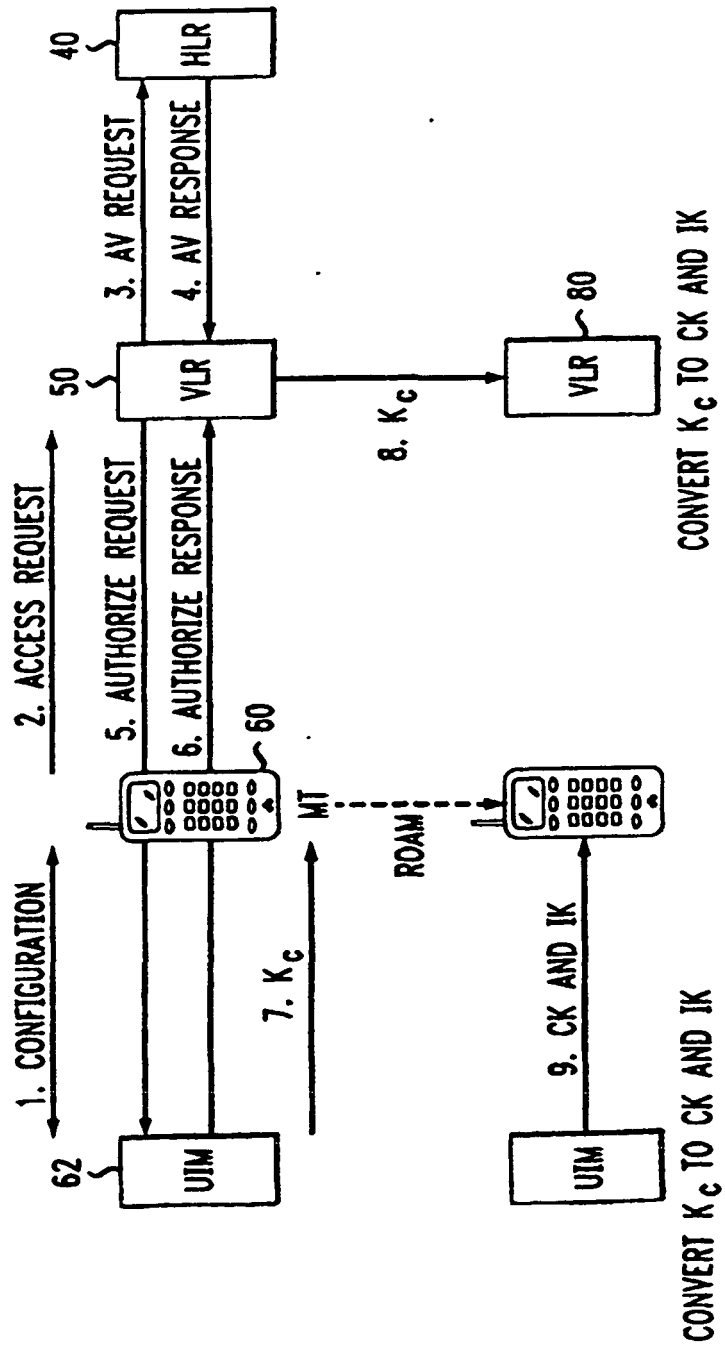 1. CONFIGURATION
2. ACCESS REQUEST
62
UIM
5. AUTHORIZE REQUEST
6. AUTHORIZE RESPONSE
60
MT
50
VLR
3. AV REQUEST
4. AV RESPONSE
40
HLR
7. Kc
ROAM
8. Kc
UIM
9. CK AND IK
VLR
80
CONVERT Kc TO CK AND IK
CONVERT Kc TO CK AND IK